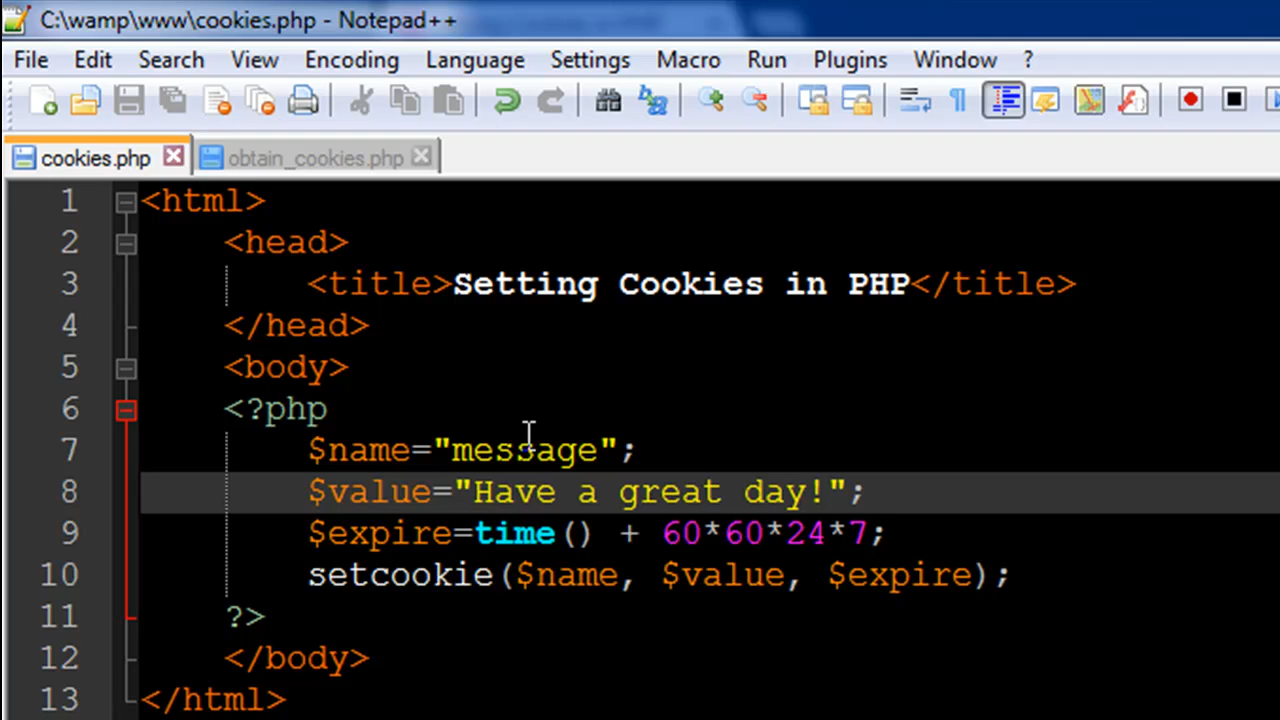 C:\wamp\www\cookies.php - Notepad++
File Edit Search View Encoding Language Settings Macro Run Plugins Window ?
cookies.php obtain_cookies.php
1 <html>
2 <head>
3 <title>Setting Cookies in PHP</title>
4 </head>
5 <body>
6 <?php
7 $name="message";
8 $value="Have a great day!";
9 $expire=time() + 60*60*24*7;
10 setcookie($name, $value, $expire);
11 ?>
12 </body>
13 </html>